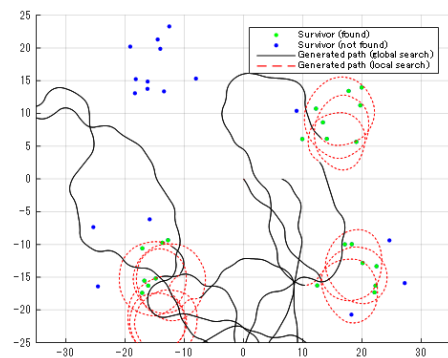 25
20
15
10
5
0
−5
−10
−15
−20
−25
−30 −20 −10 0 10 20 30
Survivor (found)
Survivor (not found)
Generated path (global search)
Generated path (local search)